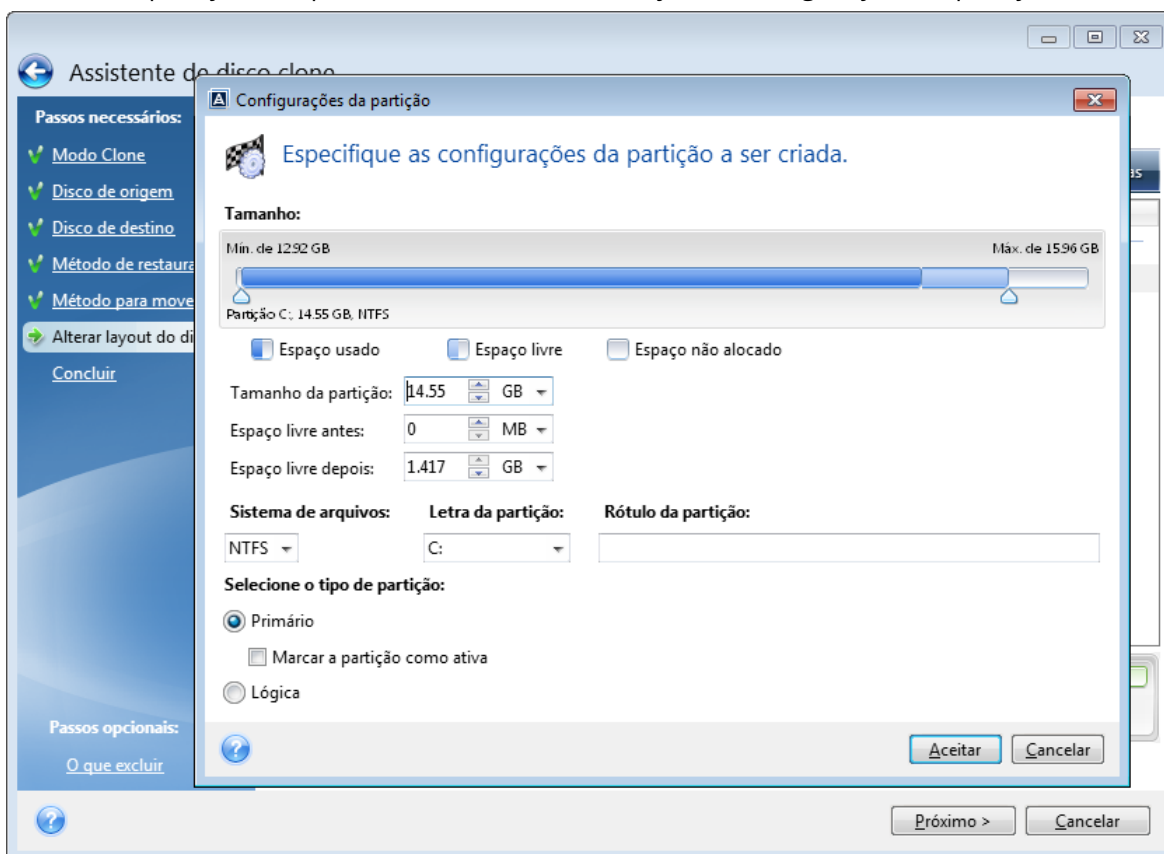 Assistente de disco clone
Passos necessários:
Modo Clone
Disco de origem
Disco de destino
Método de restaura
Método para move
Alterar layout do di
Concluir
Passos opcionais:
O que excluir
Configurações da partição
Especifique as configurações da partição a ser criada.
Tamanho:
Mín. de 12.92 GB
Máx. de 15.96 GB
Partição C:, 14.55 GB, NTFS
Espaço usado
Espaço livre
Espaço não alocado
Tamanho da partição: 14.55 GB
Espaço livre antes: 0 MB
Espaço livre depois: 1.417 GB
Sistema de arquivos: Letra da partição: Rótulo da partição:
NTFS C:
Selecione o tipo de partição:
Primário
Marcar a partição como ativa
Lógica
Aceitar Cancelar
as
Próximo > Cancelar